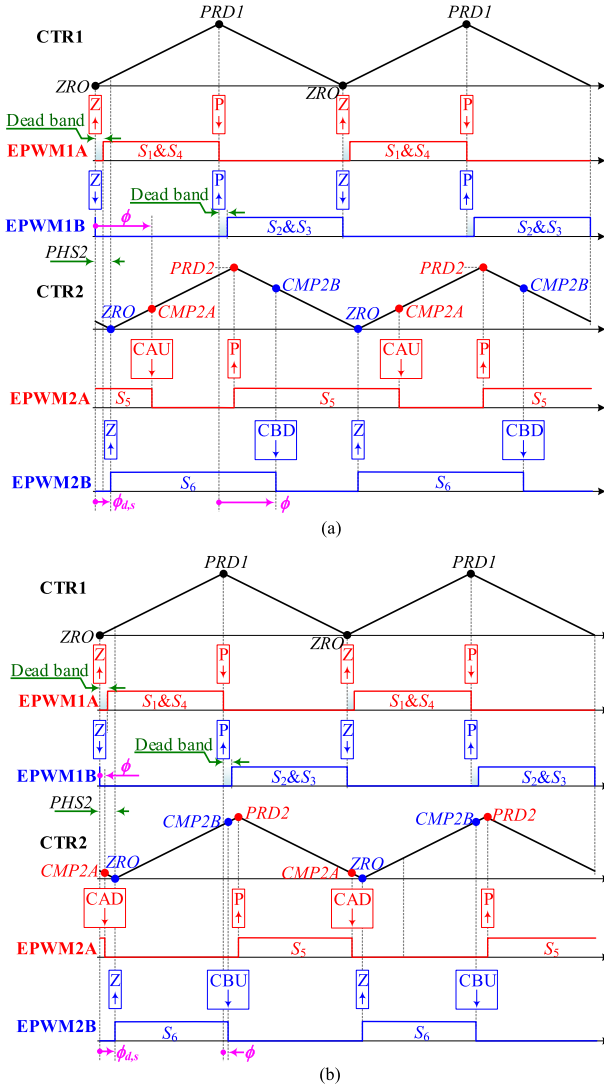 PRD1 PRD1
CTR1
ZRO ZRO
Z P Z P
Dead band
EPWM1A S1&S4 S1&S4
Z P Z P
Dead band
EPWM1B ϕ S2&S3 S2&S3
PHS2
PRD2 PRD2
CMP2B CMP2B
CTR2 ZRO CMP2A ZRO CMP2A
CAU P CAU P
EPWM2A S5 S5 S5
Z CBD Z CBD
EPWM2B S6 S6
ϕd,s ϕ
(a)
PRD1 PRD1
CTR1
ZRO ZRO
Z P Z P
Dead band
EPWM1A S1&S4 S1&S4
Z P Z P
Dead band
EPWM1B ϕ S2&S3 S2&S3
PHS2
CMP2B PRD2 CMP2B PRD2
CTR2 ZRO ZRO
CMP2A CMP2A
CAD P CAD P
EPWM2A S5 S5
Z CBU Z CBU
EPWM2B S6 S6
ϕd,s ϕ
(b)